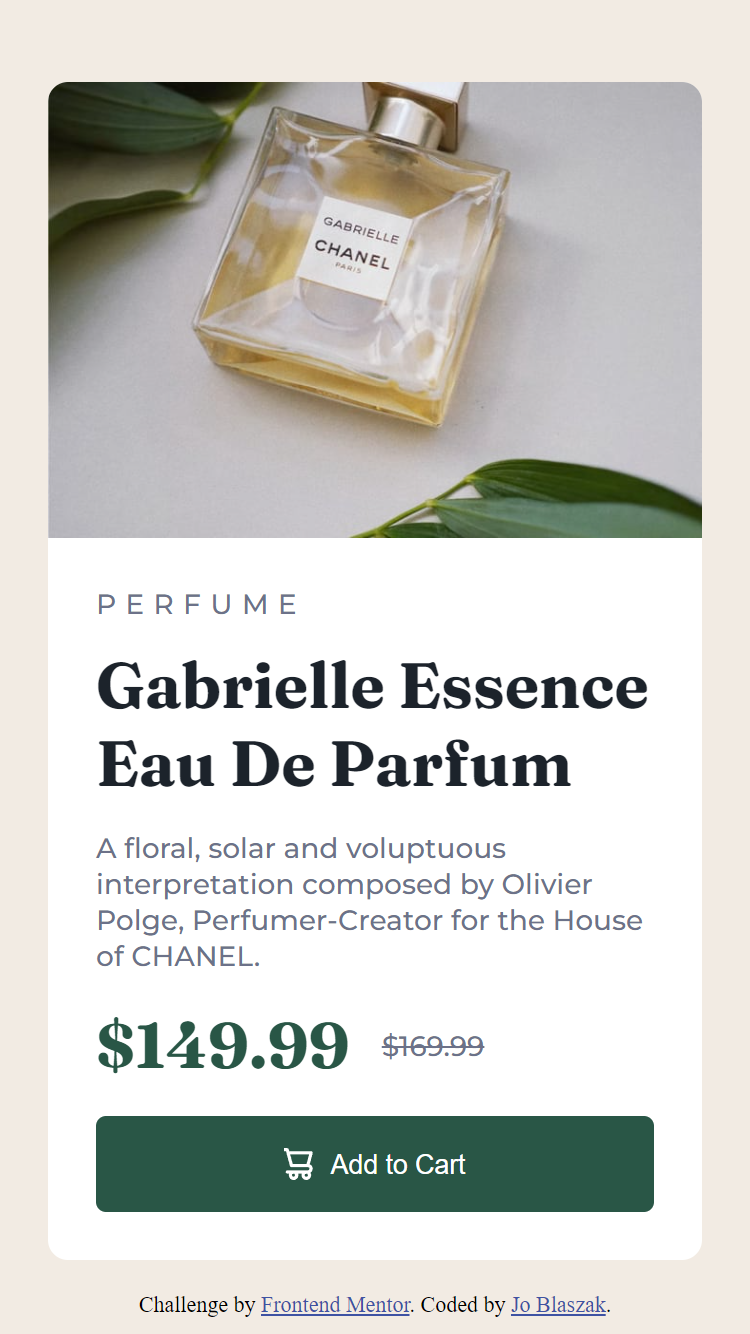 GABRIELLE
CHANEL
PARIS
PERFUME
Gabrielle Essence
Eau De Parfum
A floral, solar and voluptuous
interpretation composed by Olivier
Polge, Perfumer-Creator for the House
of CHANEL.
$149.99 $169.99
Add to Cart
Challenge by Frontend Mentor. Coded by Jo Blaszak.